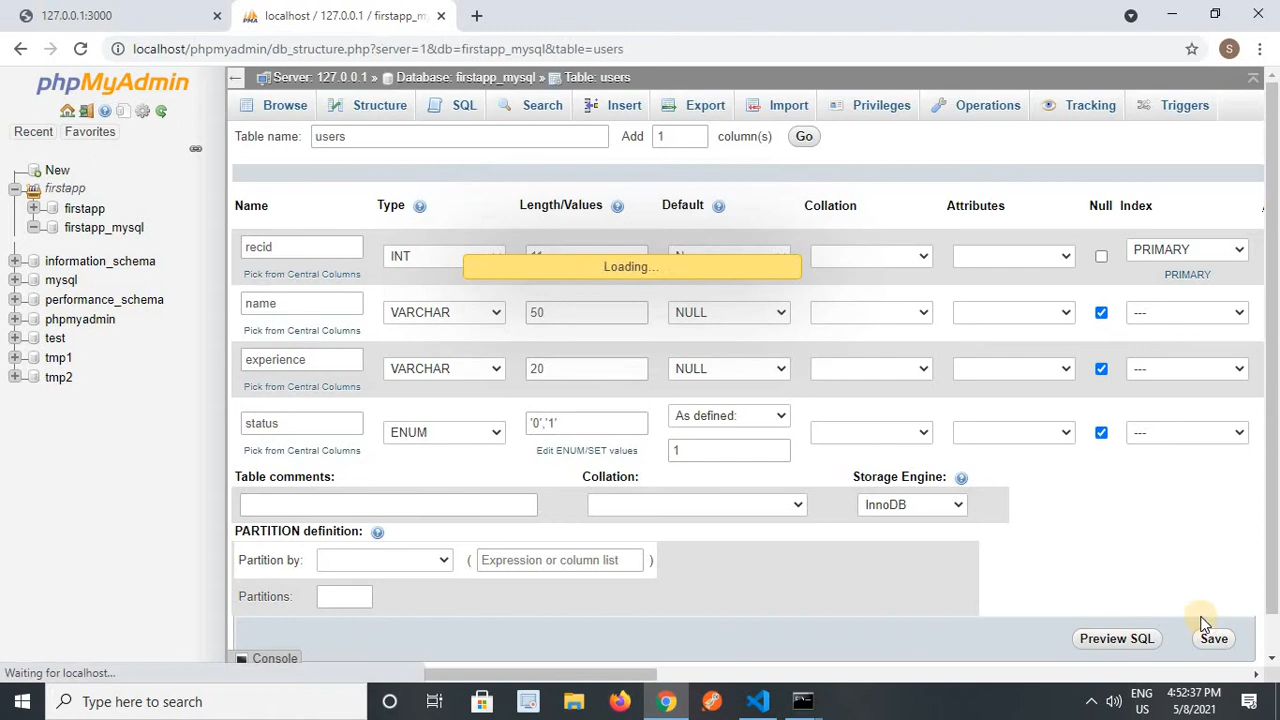 127.0.0.1:3000
localhost / 127.0.0.1 / firstapp_m
localhost/phpmyadmin/db_structure.php?server=1&db=firstapp_mysql&table=users
S
phpMyAdmin
Recent Favorites
New
firstapp
firstapp
firstapp_mysql
information_schema
mysql
performance_schema
phpmyadmin
test
tmp1
tmp2
Server: 127.0.0.1 » Database: firstapp_mysql » Table: users
Browse Structure SQL Search Insert Export Import Privileges Operations Tracking Triggers
Table name: users Add 1 column(s) Go
Name Type Length/Values Default Collation Attributes Null Index
recid INT 11 PRIMARY
Pick from Central Columns PRIMARY
Loading...
name VARCHAR 50 NULL ---
Pick from Central Columns
experience VARCHAR 20 NULL ---
Pick from Central Columns
status ENUM '0','1' As defined: ---
Pick from Central Columns Edit ENUM/SET values 1
Table comments: Collation: Storage Engine:
InnoDB
PARTITION definition:
Partition by: ( Expression or column list )
Partitions:
Preview SQL Save
Console
Waiting for localhost...
Type here to search
ENG
US
4:52:37 PM
5/8/2021